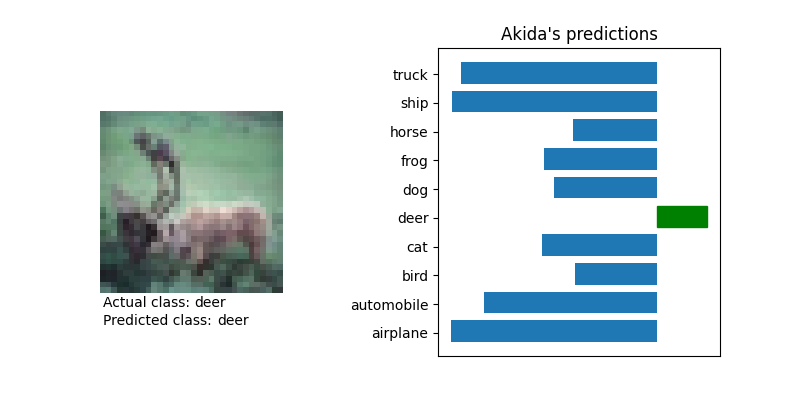 Akida's predictions
truck
ship
horse
frog
dog
deer
cat
bird
automobile
airplane
Actual class: deer
Predicted class: deer